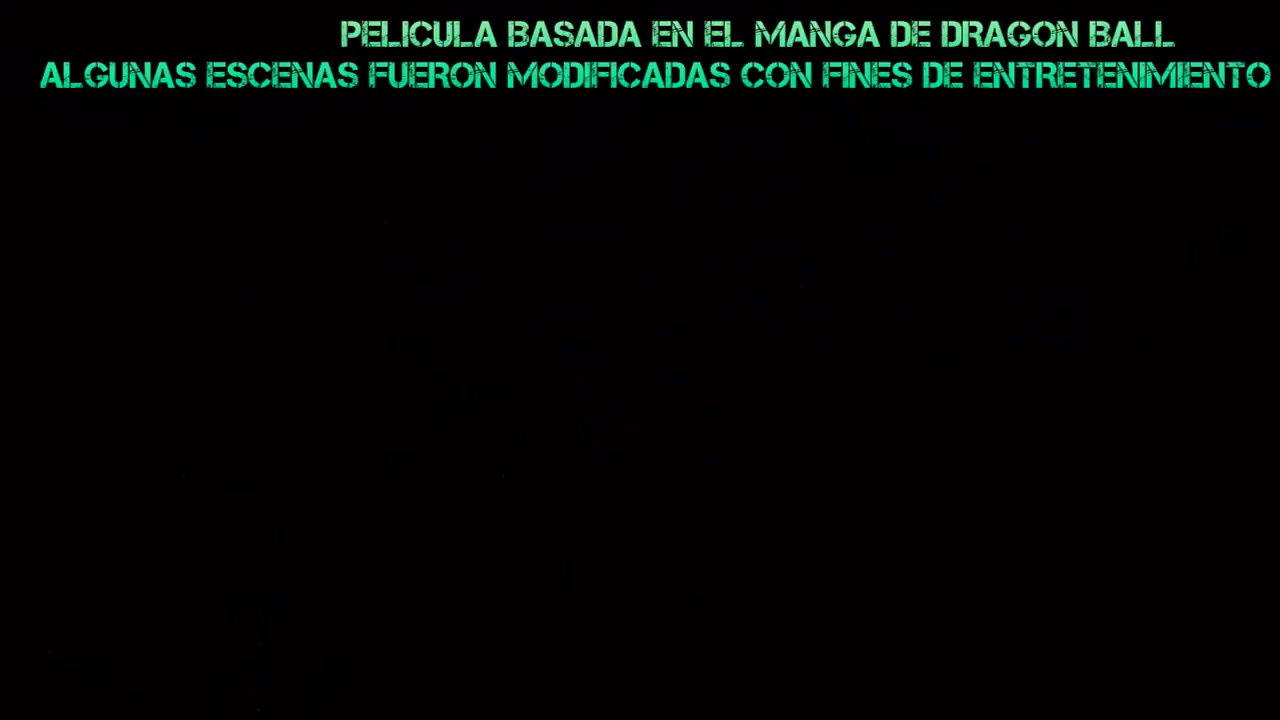 PELICULA BASADA EN EL MANGA DE DRAGON BALL
ALGUNAS ESCENAS FUERON MODIFICADAS CON FINES DE ENTRETENIMIENTO